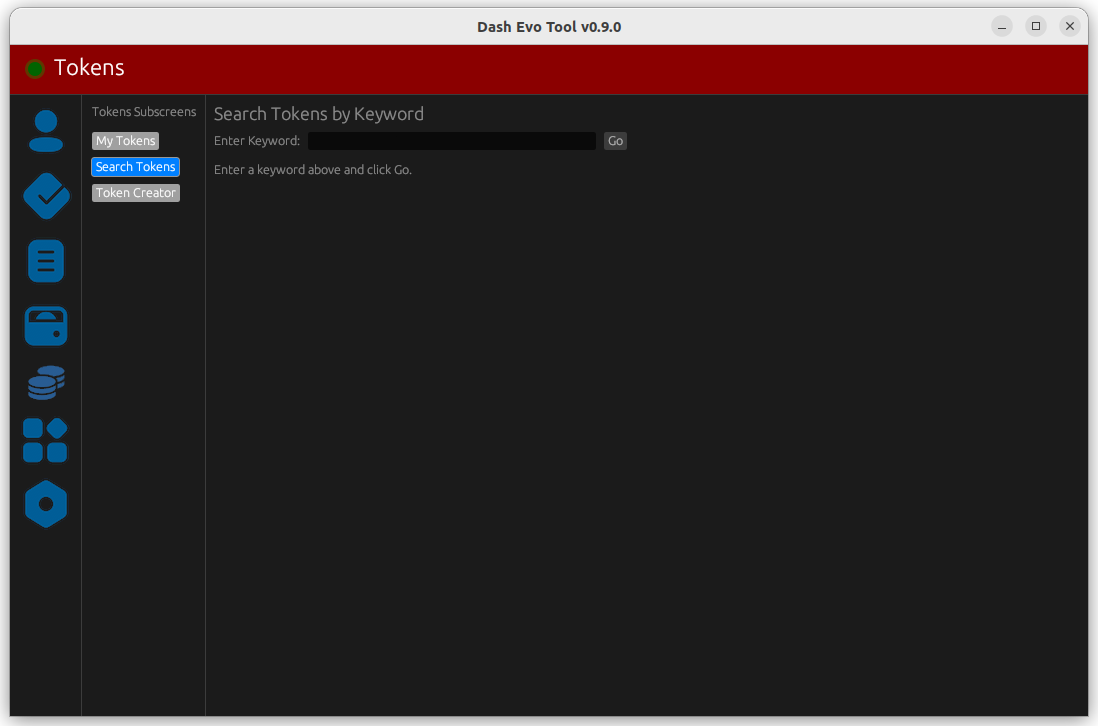 Dash Evo Tool v0.9.0
Tokens
Tokens Subscreens
My Tokens
Search Tokens
Token Creator
Search Tokens by Keyword
Enter Keyword: Go
Enter a keyword above and click Go.